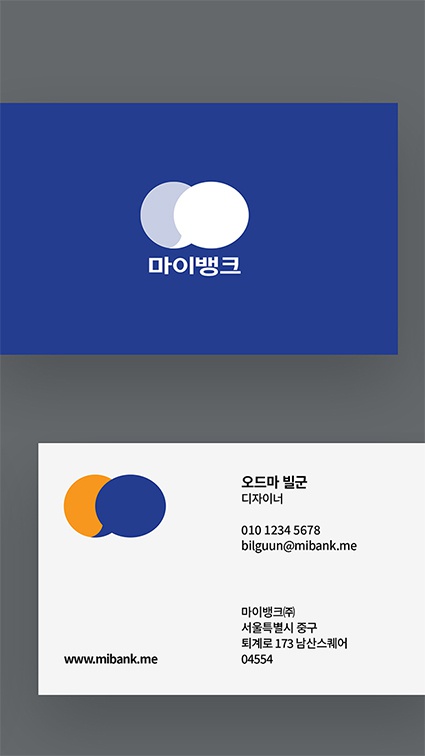 마이뱅크
오드마 빌군
디자이너
010 1234 5678
bilguun@mibank.me
마이뱅크㈜
서울특별시 중구
퇴계로 173 남산스퀘어
04554
www.mibank.me